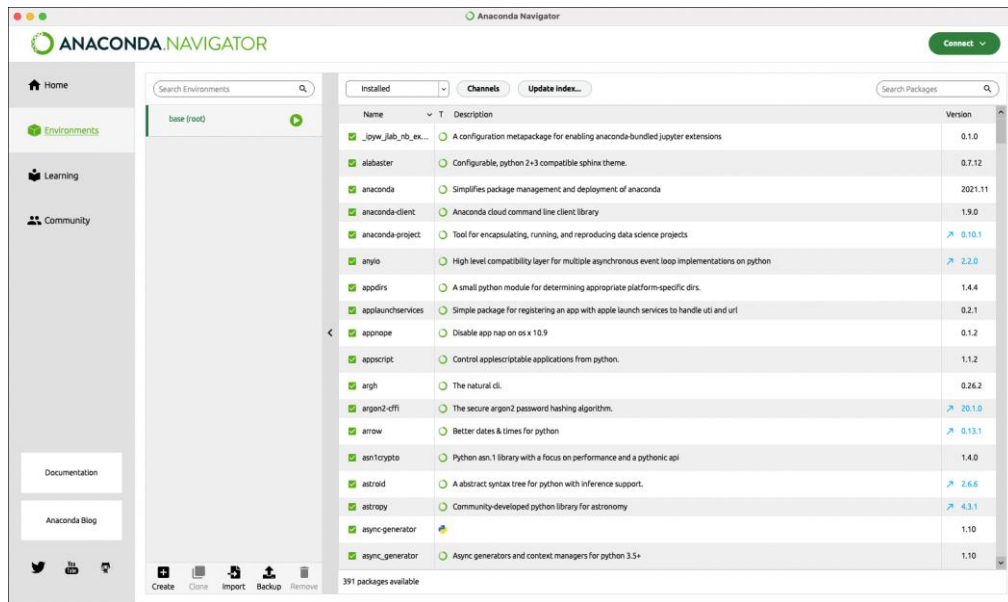 Anaconda Navigator
ANACONDA.NAVIGATOR
Connect
Home
Environments
Learning
Community
Documentation
Anaconda Blog
You Tube
Search Environments
base (root)
Create Clone Import Backup Remove
Installed Channels Update index... Search Packages
Name T Description Version
_ipyw_jlab_nb_ex... A configuration metapackage for enabling anaconda-bundled jupyter extensions 0.1.0
alabaster Configurable, python 2+3 compatible sphinx theme. 0.7.12
anaconda Simplifies package management and deployment of anaconda 2021.11
anaconda-client Anaconda cloud command line client library 1.9.0
anaconda-project Tool for encapsulating, running, and reproducing data science projects 0.10.1
anyio High level compatibility layer for multiple asynchronous event loop implementations on python 2.2.0
appdirs A small python module for determining appropriate platform-specific dirs. 1.4.4
applaunchservices Simple package for registering an app with apple launch services to handle uti and url 0.2.1
appnope Disable app nap on os x 10.9 0.1.2
appscript Control applescriptable applications from python. 1.1.2
argh The natural cli. 0.26.2
argon2-cffi The secure argon2 password hashing algorithm. 20.1.0
arrow Better dates & times for python 0.13.1
asn1crypto Python asn.1 library with a focus on performance and a pythonic api 1.4.0
astroid A abstract syntax tree for python with inference support. 2.6.6
astropy Community-developed python library for astronomy 4.3.1
async-generator 1.10
async_generator Async generators and context managers for python 3.5+ 1.10
391 packages available